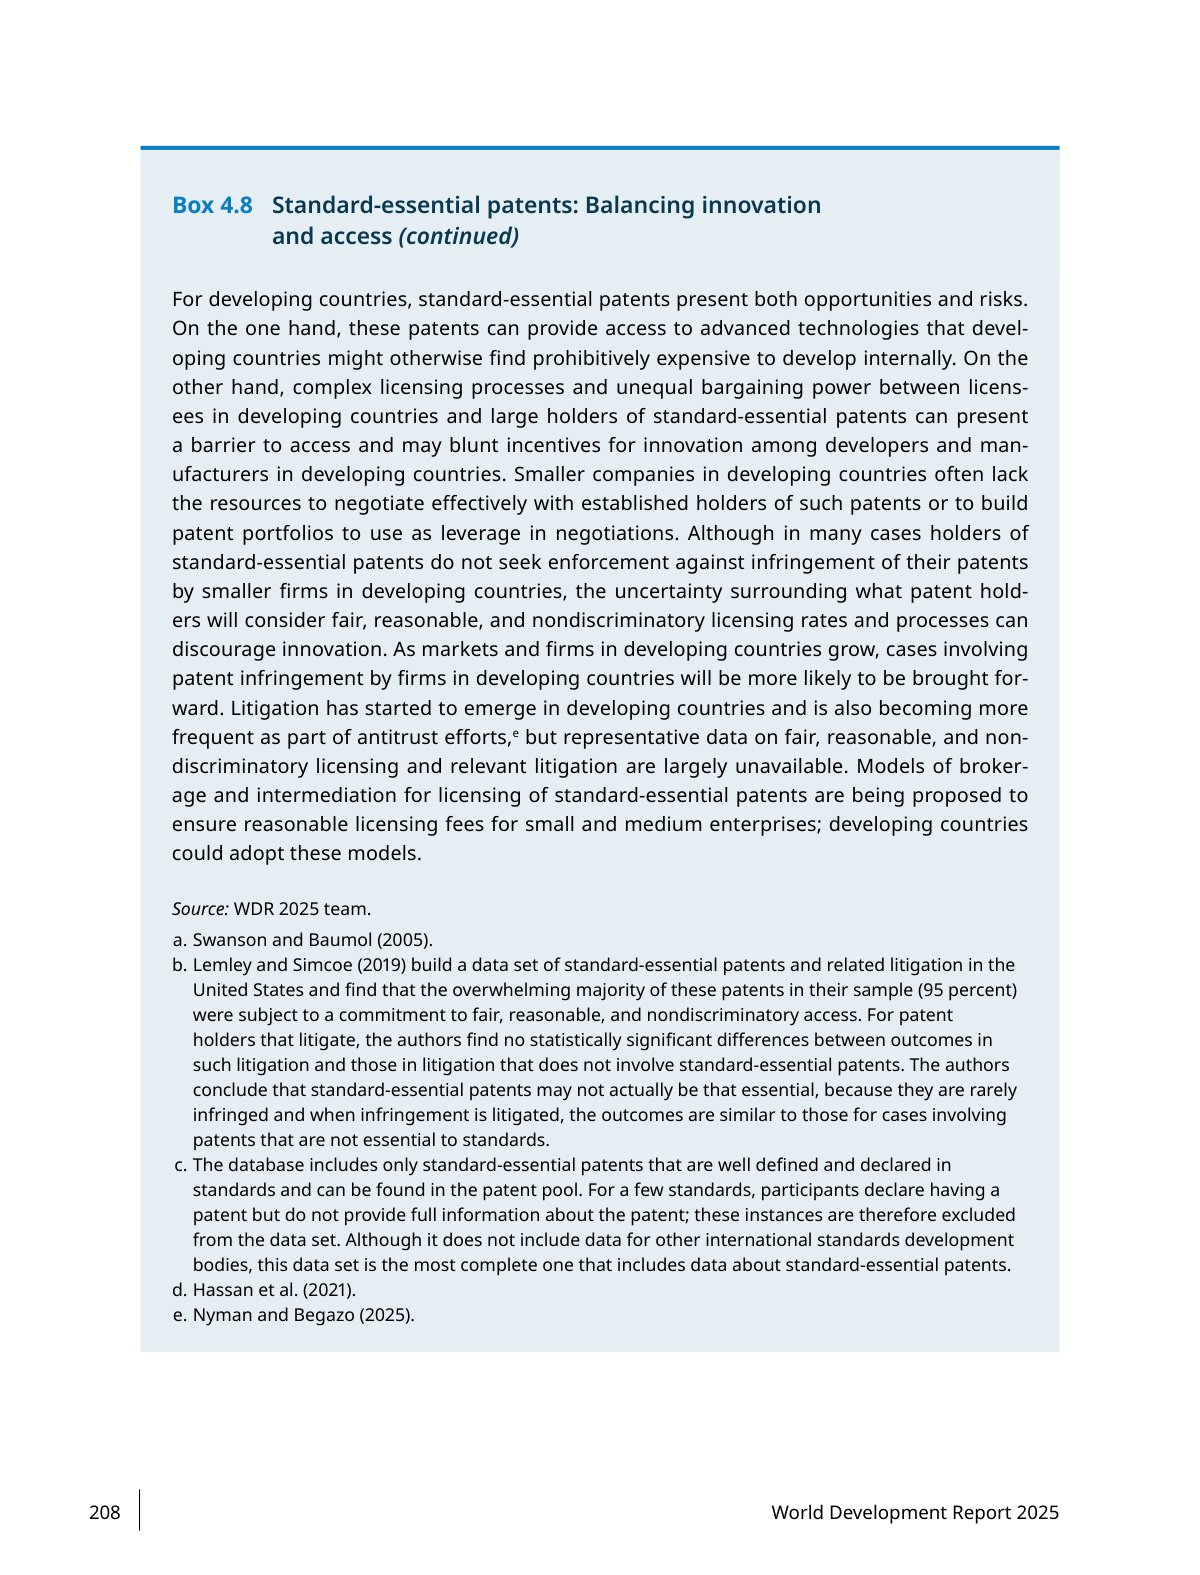 Box 4.8 Standard-essential patents: Balancing innovation
and access (continued)
For developing countries, standard-essential patents present both opportunities and risks.
On the one hand, these patents can provide access to advanced technologies that devel-
oping countries might otherwise find prohibitively expensive to develop internally. On the
other hand, complex licensing processes and unequal bargaining power between licens-
ees in developing countries and large holders of standard-essential patents can present
a barrier to access and may blunt incentives for innovation among developers and man-
ufacturers in developing countries. Smaller companies in developing countries often lack
the resources to negotiate effectively with established holders of such patents or to build
patent portfolios to use as leverage in negotiations. Although in many cases holders of
standard-essential patents do not seek enforcement against infringement of their patents
by smaller firms in developing countries, the uncertainty surrounding what patent hold-
ers will consider fair, reasonable, and nondiscriminatory licensing rates and processes can
discourage innovation. As markets and firms in developing countries grow, cases involving
patent infringement by firms in developing countries will be more likely to be brought for-
ward. Litigation has started to emerge in developing countries and is also becoming more
frequent as part of antitrust efforts,e but representative data on fair, reasonable, and non-
discriminatory licensing and relevant litigation are largely unavailable. Models of broker-
age and intermediation for licensing of standard-essential patents are being proposed to
ensure reasonable licensing fees for small and medium enterprises; developing countries
could adopt these models.
Source: WDR 2025 team.
a. Swanson and Baumol (2005).
b. Lemley and Simcoe (2019) build a data set of standard-essential patents and related litigation in the
United States and find that the overwhelming majority of these patents in their sample (95 percent)
were subject to a commitment to fair, reasonable, and nondiscriminatory access. For patent
holders that litigate, the authors find no statistically significant differences between outcomes in
such litigation and those in litigation that does not involve standard-essential patents. The authors
conclude that standard-essential patents may not actually be that essential, because they are rarely
infringed and when infringement is litigated, the outcomes are similar to those for cases involving
patents that are not essential to standards.
c. The database includes only standard-essential patents that are well defined and declared in
standards and can be found in the patent pool. For a few standards, participants declare having a
patent but do not provide full information about the patent; these instances are therefore excluded
from the data set. Although it does not include data for other international standards development
bodies, this data set is the most complete one that includes data about standard-essential patents.
d. Hassan et al. (2021).
e. Nyman and Begazo (2025).
208
World Development Report 2025